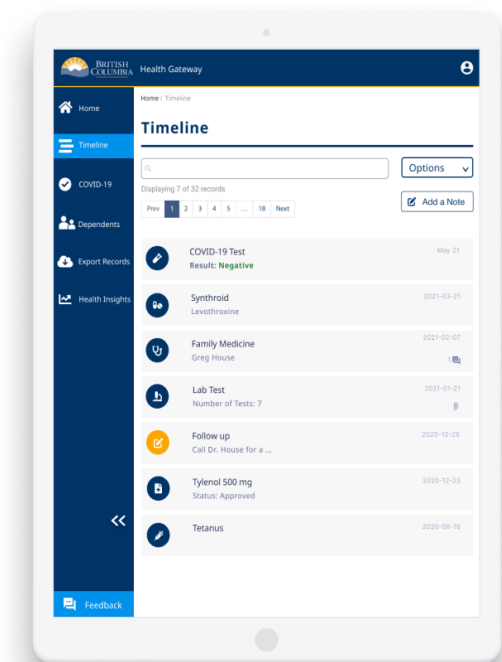 BRITISH
COLUMBIA
Health Gateway
Home
Timeline
COVID-19
Dependents
Export Records
Health Insights
Feedback
Home / Timeline
Timeline
Options
Displaying 7 of 32 records
Prev 1 2 3 4 5 ... 18 Next
Add a Note
COVID-19 Test May 21
Result: Negative
Synthroid 2021-03-21
Levothroxine
Family Medicine 2021-02-07
Greg House 1
Lab Test 2021-01-21
Number of Tests: 7
Follow up 2020-12-25
Call Dr. House for a ...
Tylenol 500 mg 2020-12-23
Status: Approved
Tetanus 2020-08-16